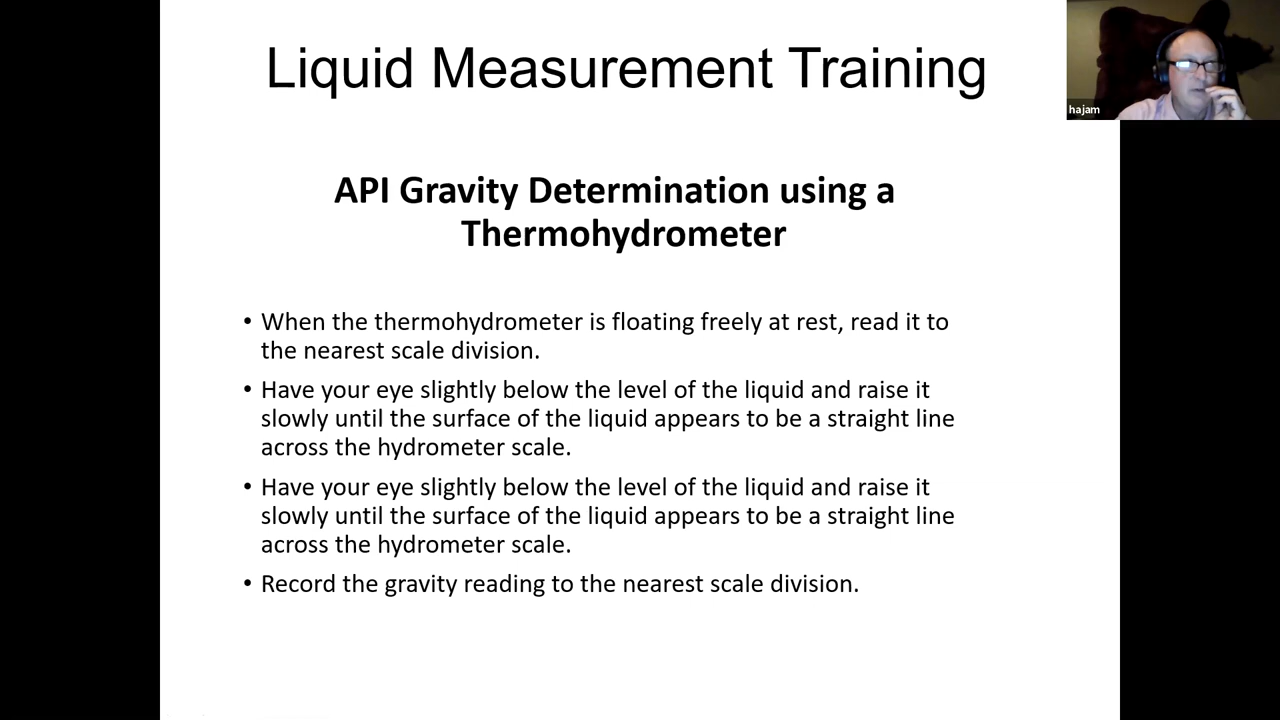 Liquid Measurement Training
hajam
API Gravity Determination using a
Thermohydrometer
• When the thermohydrometer is floating freely at rest, read it to
the nearest scale division.
• Have your eye slightly below the level of the liquid and raise it
slowly until the surface of the liquid appears to be a straight line
across the hydrometer scale.
• Have your eye slightly below the level of the liquid and raise it
slowly until the surface of the liquid appears to be a straight line
across the hydrometer scale.
• Record the gravity reading to the nearest scale division.